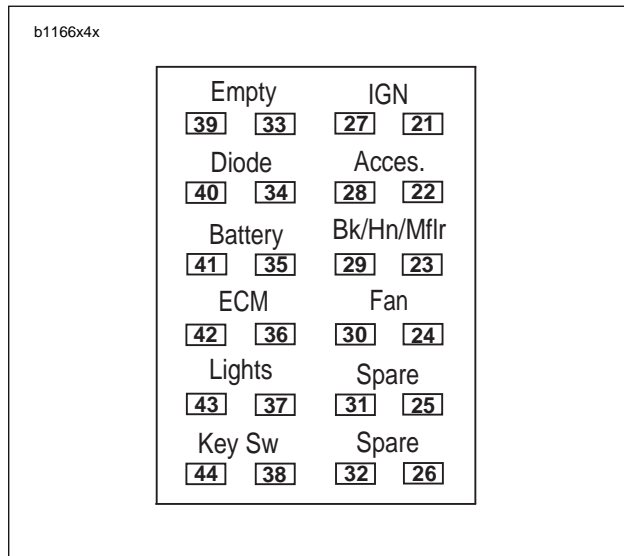 b1166x4x
Empty IGN
39 33 27 21
Diode Acces.
40 34 28 22
Battery Bk/Hn/Mflr
41 35 29 23
ECM Fan
42 36 30 24
Lights Spare
43 37 31 25
Key Sw Spare
44 38 32 26